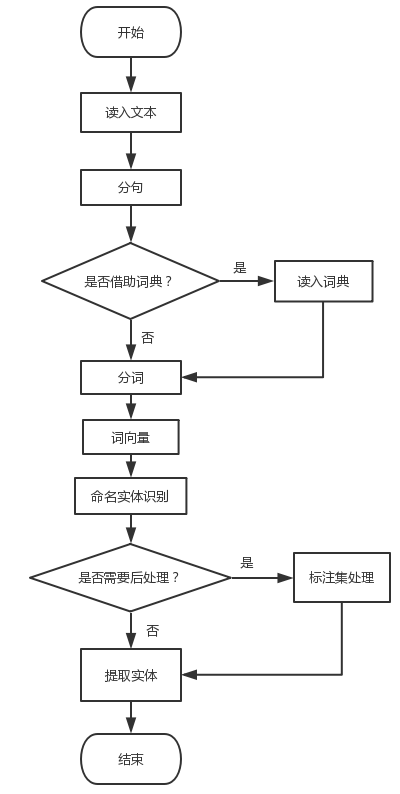 开始
读入文本
分句
是否借助词典？
是
读入词典
否
分词
词向量
命名实体识别
是否需要后处理？
是
标注集处理
否
提取实体
结束